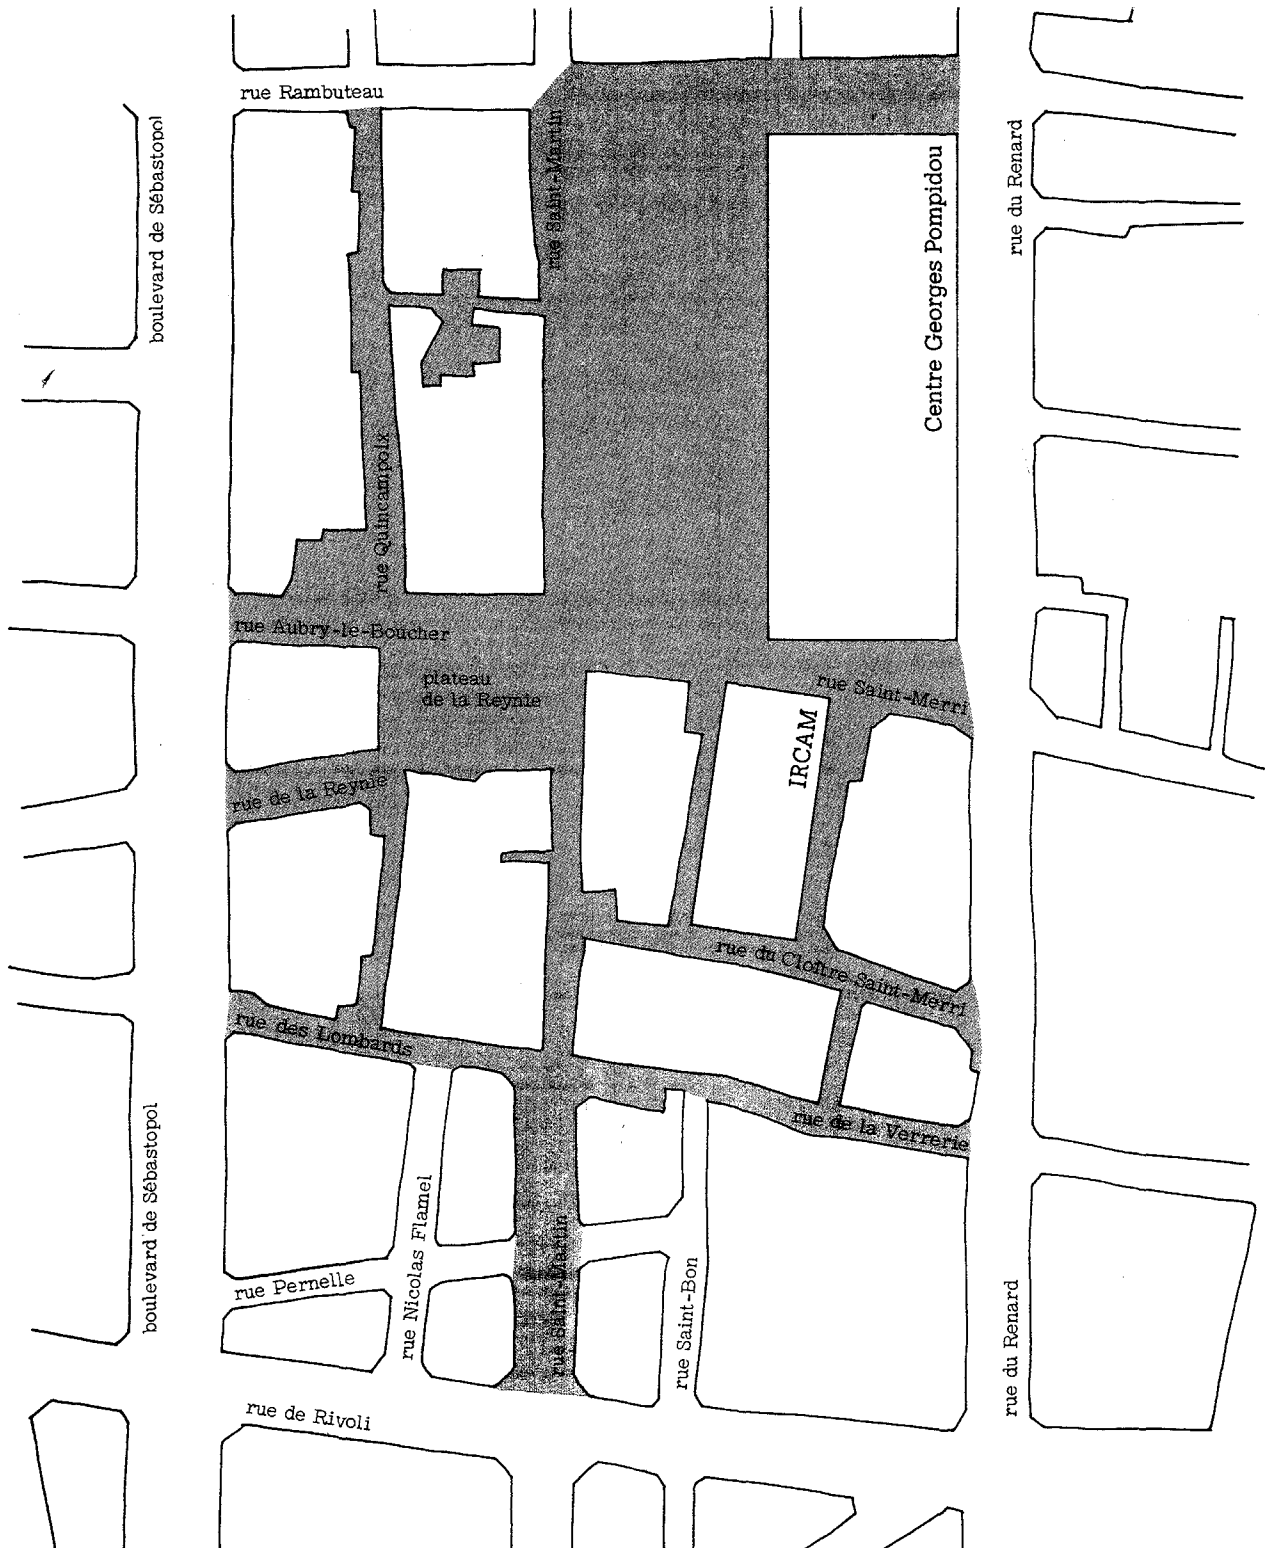 rue Rambuteau
boulevard de Sébastopol
rue Saint-Martin
Centre Georges Pompidou
rue du Renard
rue Quincampoix
rue Aubry-le-Boucher
plateau
de la Reynie
rue Saint-Merri
IRCAM
rue de la Reynie
rue du Cloître Saint-Merri
rue des Lombards
rue de la Verrerie
boulevard de Sébastopol
rue Nicolas Flamel
rue Pernelle
rue Saint-Martin
rue Saint-Bon
rue du Renard
rue de Rivoli